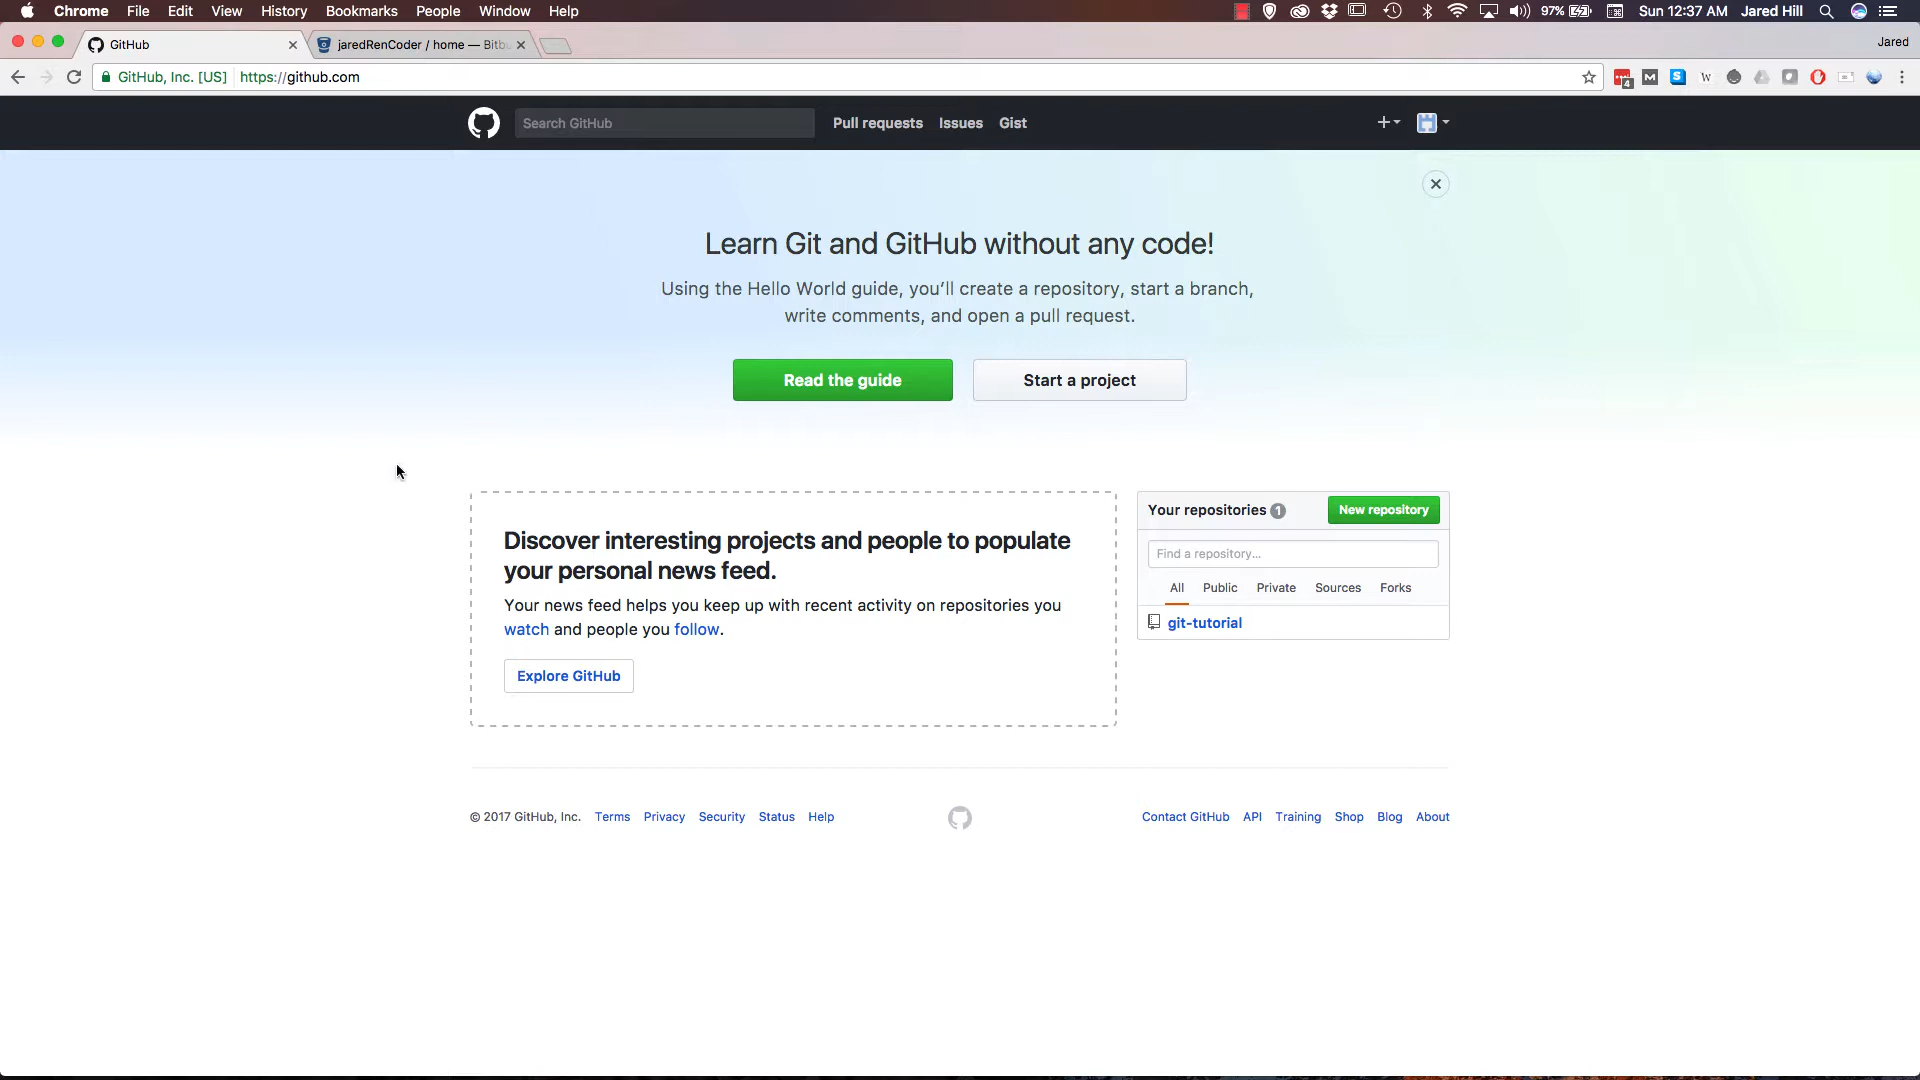 Chrome File Edit View History Bookmarks People Window Help 97% Sun 12:37 AM Jared Hill
GitHub jaredRenCoder / home — Bitbu Jared
GitHub, Inc. [US] https://github.com
Search GitHub Pull requests Issues Gist
Learn Git and GitHub without any code!
Using the Hello World guide, you’ll create a repository, start a branch,
write comments, and open a pull request.
Read the guide Start a project
Discover interesting projects and people to populate
your personal news feed.
Your news feed helps you keep up with recent activity on repositories you
watch and people you follow.
Explore GitHub
Your repositories 1 New repository
Find a repository...
All Public Private Sources Forks
git-tutorial
© 2017 GitHub, Inc. Terms Privacy Security Status Help Contact GitHub API Training Shop Blog About